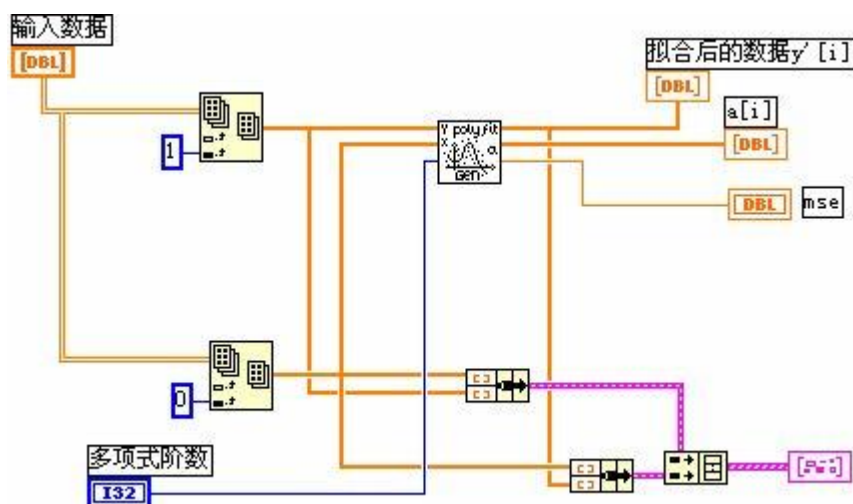 输入数据
[DBL]
拟合后的数据y'[i]
[DBL]
a[i]
[DBL]
1
Y poly.fit
X
a
Gen
DBL
mse
0
多项式阶数
I32